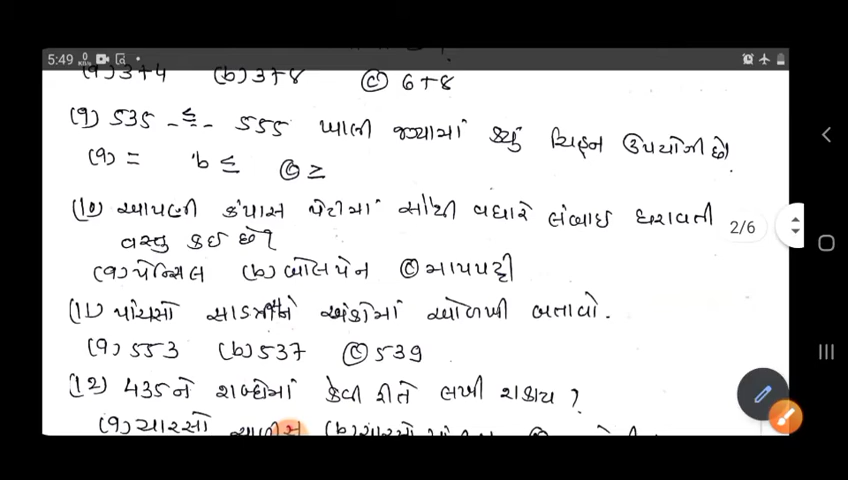 5:49
(a) 3+4 (b) 3+8 (c) 6+8
(9) 535 -≤- 555 ખાલી જગ્યામાં કયું ચિહ્ન ઉપયોગી છે!
(a) = b ≤ (c) ≥
(10) આપણી કંપાસ પેટીમાં સૌથી વધારે લંબાઇ ધરાવતી
વસ્તુ કઇ છે?
2/6
(a) પેન્સિલ (b) બોલપેન (c) માપપટ્ટી
(11) પાંચસો સાડત્રીસને અંકોમાં ઓળખી બતાવો.
(a) 553 (b) 537 (c) 539
(12) 435ને શબ્દોમાં કેવી રીતે લખી શકાય?
(a) ચારસો